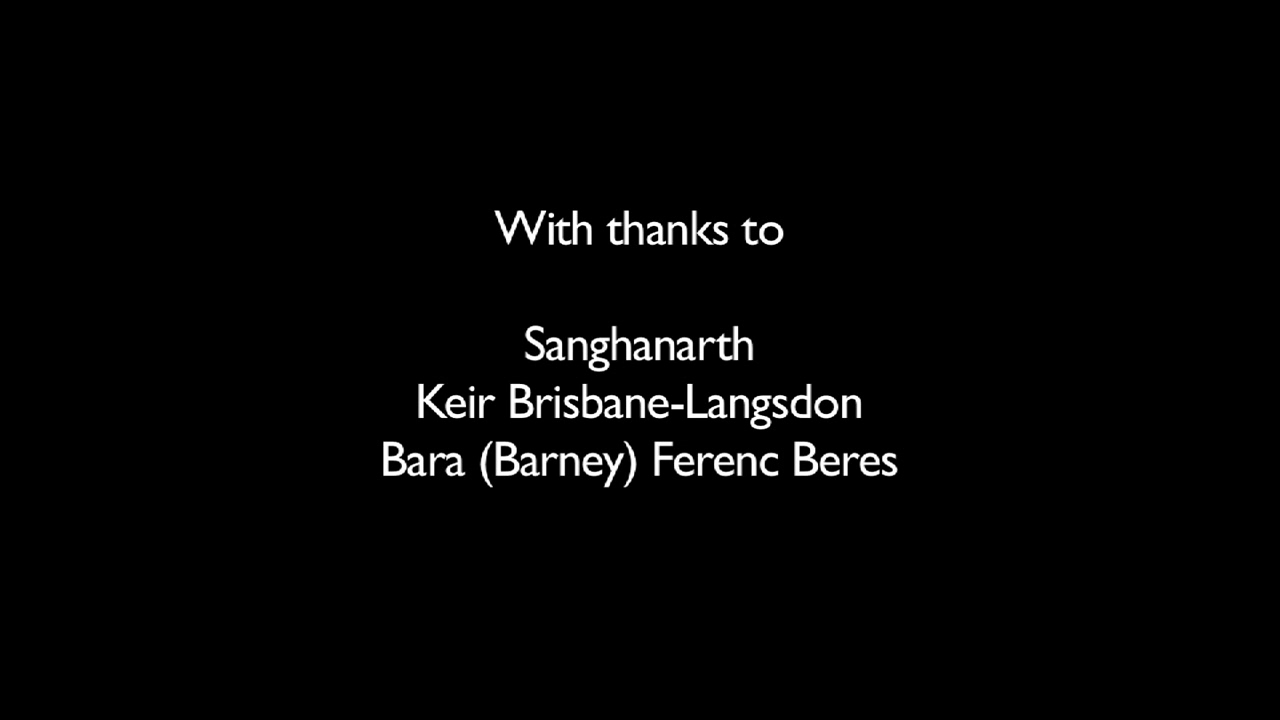 With thanks to
Sanghanarth
Keir Brisbane-Langsdon
Bara (Barney) Ferenc Beres